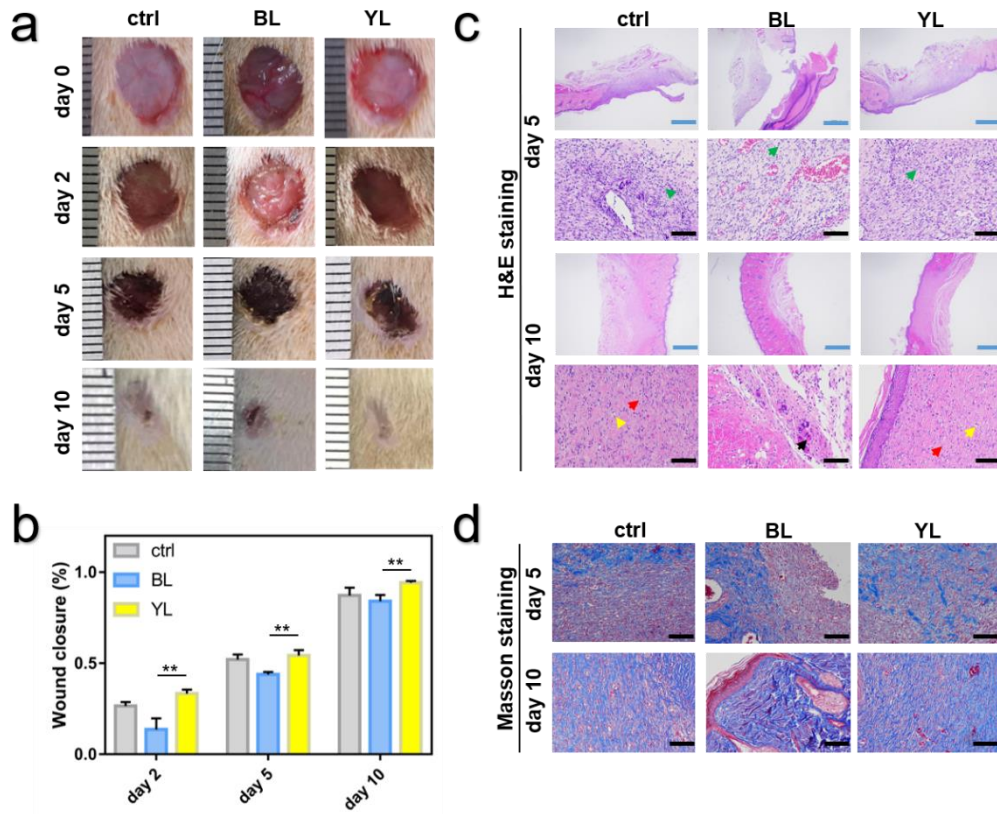 a
ctrl BL YL
day 0
day 2
day 5
day 10
b
Wound closure (%)
1.0
0.5
0.0
ctrl
BL
YL
**
**
**
day 2 day 5 day 10
c
ctrl BL YL
H&E staining
day 5
day 10
d
ctrl BL YL
Masson staining
day 5
day 10